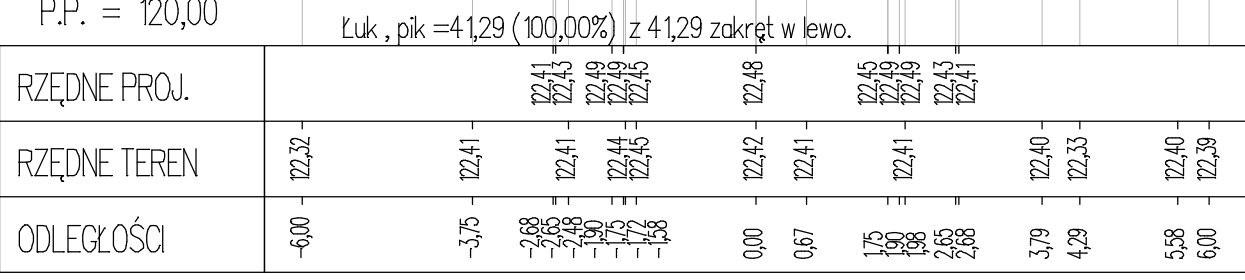 P.P. = 120,00
Łuk , pik =41,29 (100,00%) z 41,29 zakręt w lewo.
RZĘDNE PROJ. 122,41 122,43 122,49 122,49 122,45 122,48 122,45 122,49 122,49 122,43 122,41
RZĘDNE TEREN 122,32 122,41 122,41 122,44 122,45 122,42 122,41 122,41 122,40 122,33 122,40 122,39
ODLEGŁOŚCI -6,00 -3,75 -2,68 -2,65 -2,48 -1,90 -1,75 -1,72 -1,58 0,00 0,67 1,75 1,90 1,98 2,65 2,68 3,79 4,29 5,58 6,00